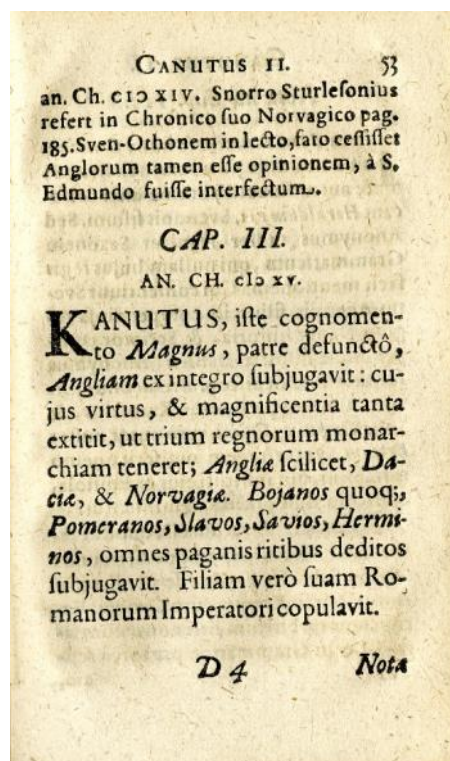 CANUTUS II. 53
an. Ch. cIↄ XIV. Snorro Sturlesonius
refert in Chronico ſuo Norvagico pag.
185. Sven-Othonem in lecto, fato ceſſiſſet
Anglorum tamen eſſe opinionem, à S.
Edmundo fuiſſe interfectum.
CAP. III.
AN. CH. cIↄ XV.
KANUTUS, iſte cognomen-
to Magnus, patre defunctô,
Angliam ex integro ſubjugavit: cu-
jus virtus, & magnificentia tanta
extitit, ut trium regnorum monar-
chiam teneret; Angliæ ſcilicet, Da-
ciæ, & Norvagiæ. Bojanos quoq;,
Pomeranos, Slavos, Savios, Hermi-
nos, omnes paganis ritibus deditos
ſubjugavit. Filiam verò ſuam Ro-
manorum Imperatori copulavit.
D 4 Nota